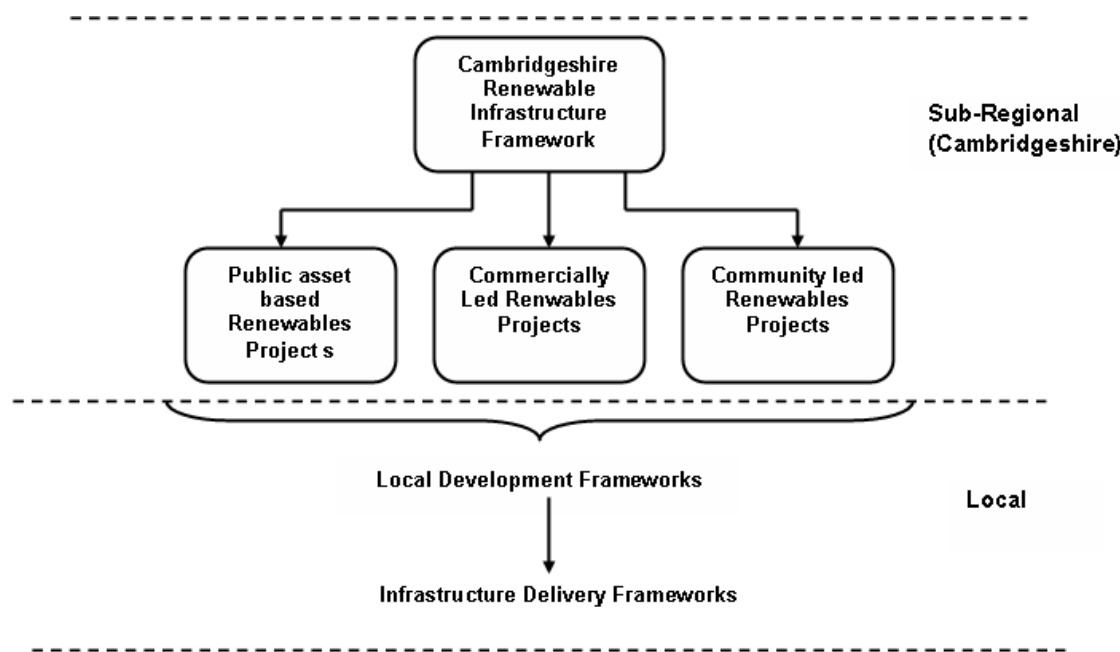 Cambridgeshire
Renewable
Infrastructure
Framework
Sub-Regional
(Cambridgeshire)
Public asset
based
Renewables
Project s
Commercially
Led Renwables
Projects
Community led
Renewables
Projects
Local Development Frameworks
Local
Infrastructure Delivery Frameworks